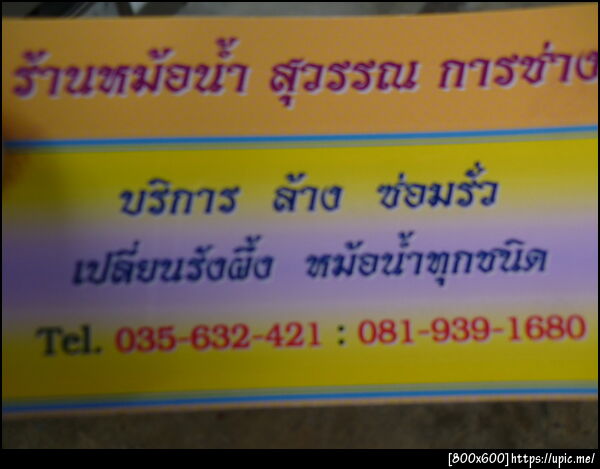 ร้านหม้อน้ำ สุวรรณ การช่าง
บริการ ล้าง ซ่อมรั่ว
เปลี่ยนรังผึ้ง หม้อน้ำทุกชนิด
Tel. 035-632-421 : 081-939-1680
[800x600]https://upic.me/